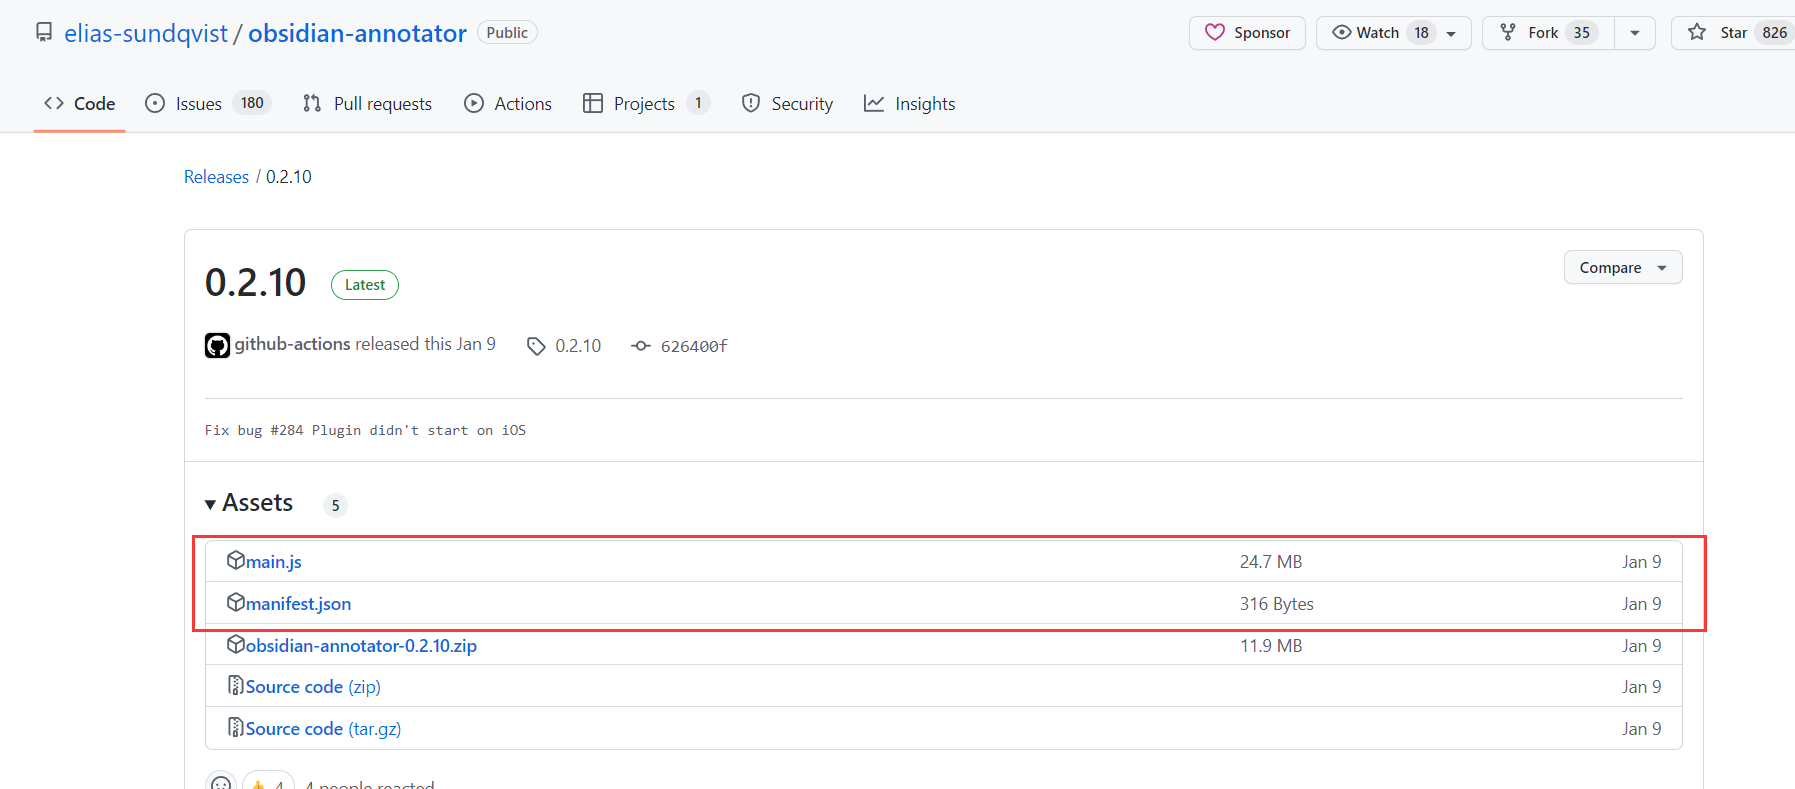 elias-sundqvist / obsidian-annotator Public Sponsor Watch 18 Fork 35 Star 826
Code Issues 180 Pull requests Actions Projects 1 Security Insights
Releases / 0.2.10
0.2.10 Latest Compare
github-actions released this Jan 9 0.2.10 626400f
Fix bug #284 Plugin didn't start on iOS
Assets 5
main.js 24.7 MB Jan 9
manifest.json 316 Bytes Jan 9
obsidian-annotator-0.2.10.zip 11.9 MB Jan 9
Source code (zip) Jan 9
Source code (tar.gz) Jan 9
4 4 people reacted